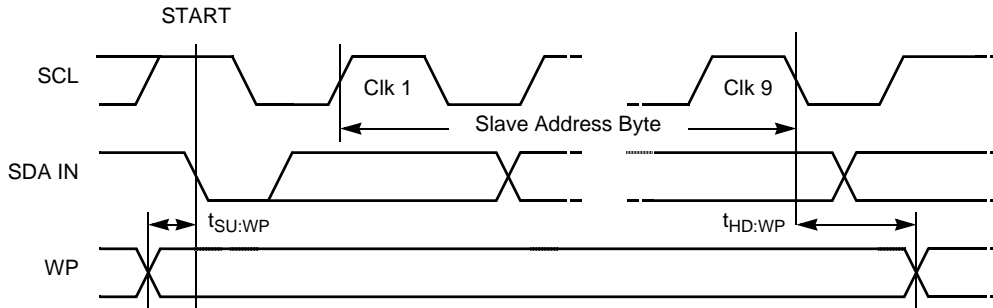 START
SCL
Clk 1
Clk 9
Slave Address Byte
SDA IN
tSU:WP
tHD:WP
WP